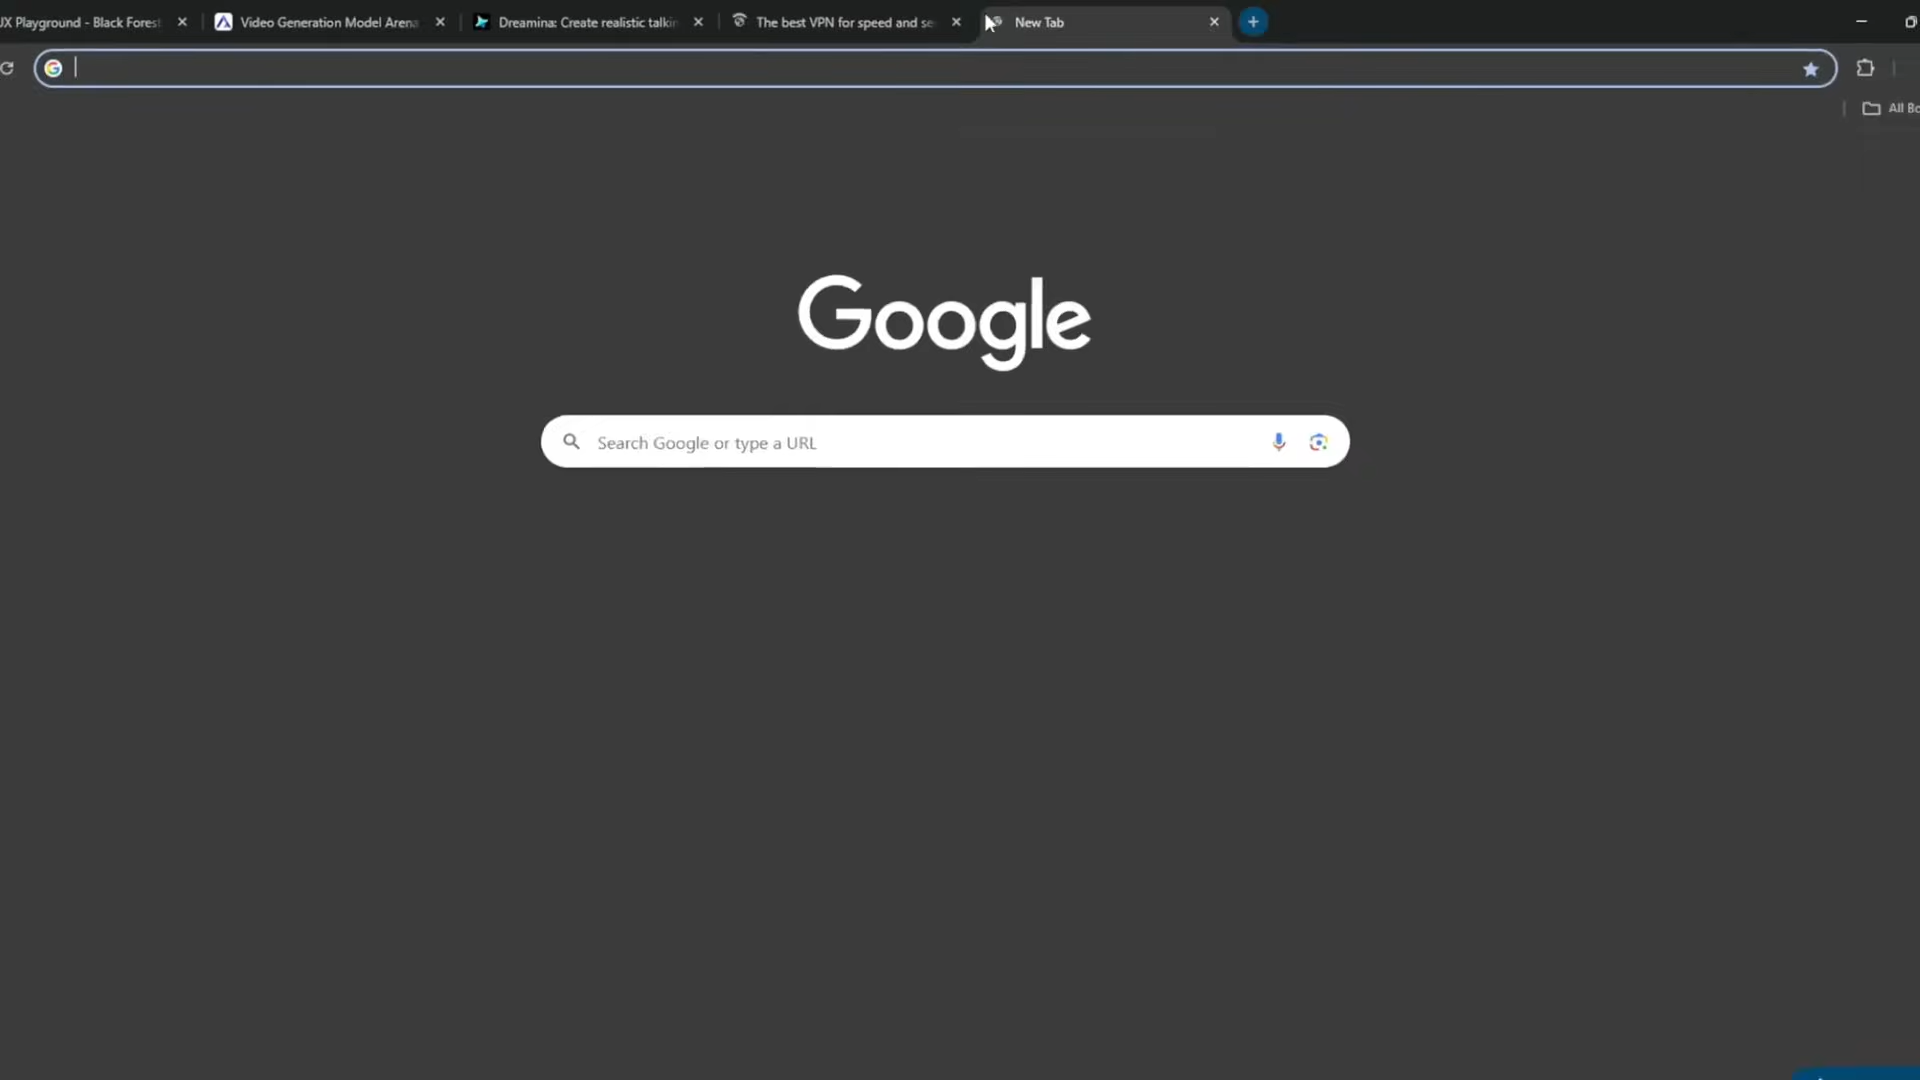 UX Playground - Black Forest
Video Generation Model Arena
Dreamina: Create realistic talkin
The best VPN for speed and se
New Tab
All Bo
Google
Search Google or type a URL